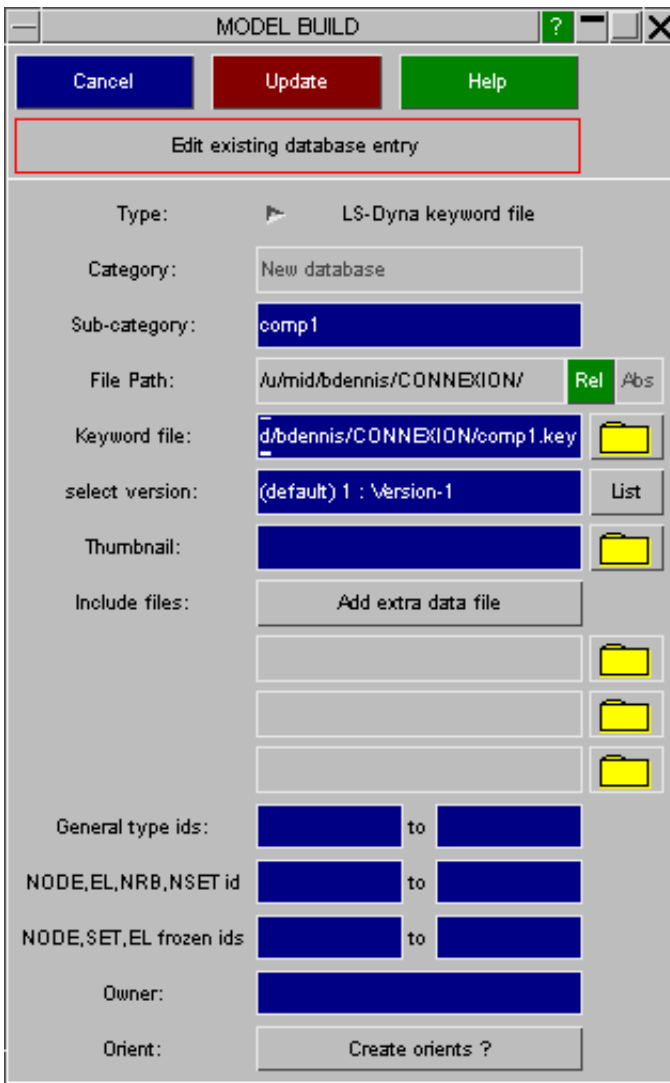 MODEL BUILD ?
Cancel Update Help
Edit existing database entry
Type: LS-Dyna keyword file
Category: New database
Sub-category: comp1
File Path: /u/mid/bdennis/CONNEXION/ Rel Abs
Keyword file: d/bdennis/CONNEXION/comp1.key
select version: (default) 1 : Version-1 List
Thumbnail:
Include files: Add extra data file
General type ids: to
NODE,EL,NRB,NSET id to
NODE,SET,EL frozen ids to
Owner:
Orient: Create orients ?